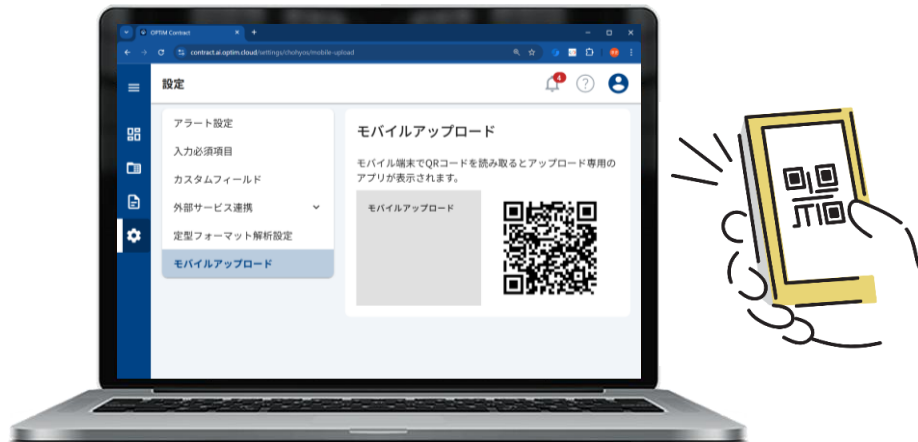 OPTiM Contract
contract.ai.optim.cloud/settings/chohyou/mobile-upload
設定
4
?
アラート設定
入力必須項目
カスタムフィールド
外部サービス連携
定型フォーマット解析設定
モバイルアップロード
モバイルアップロード
モバイル端末でQRコードを読み取るとアップロード専用の
アプリが表示されます。
モバイルアップロード